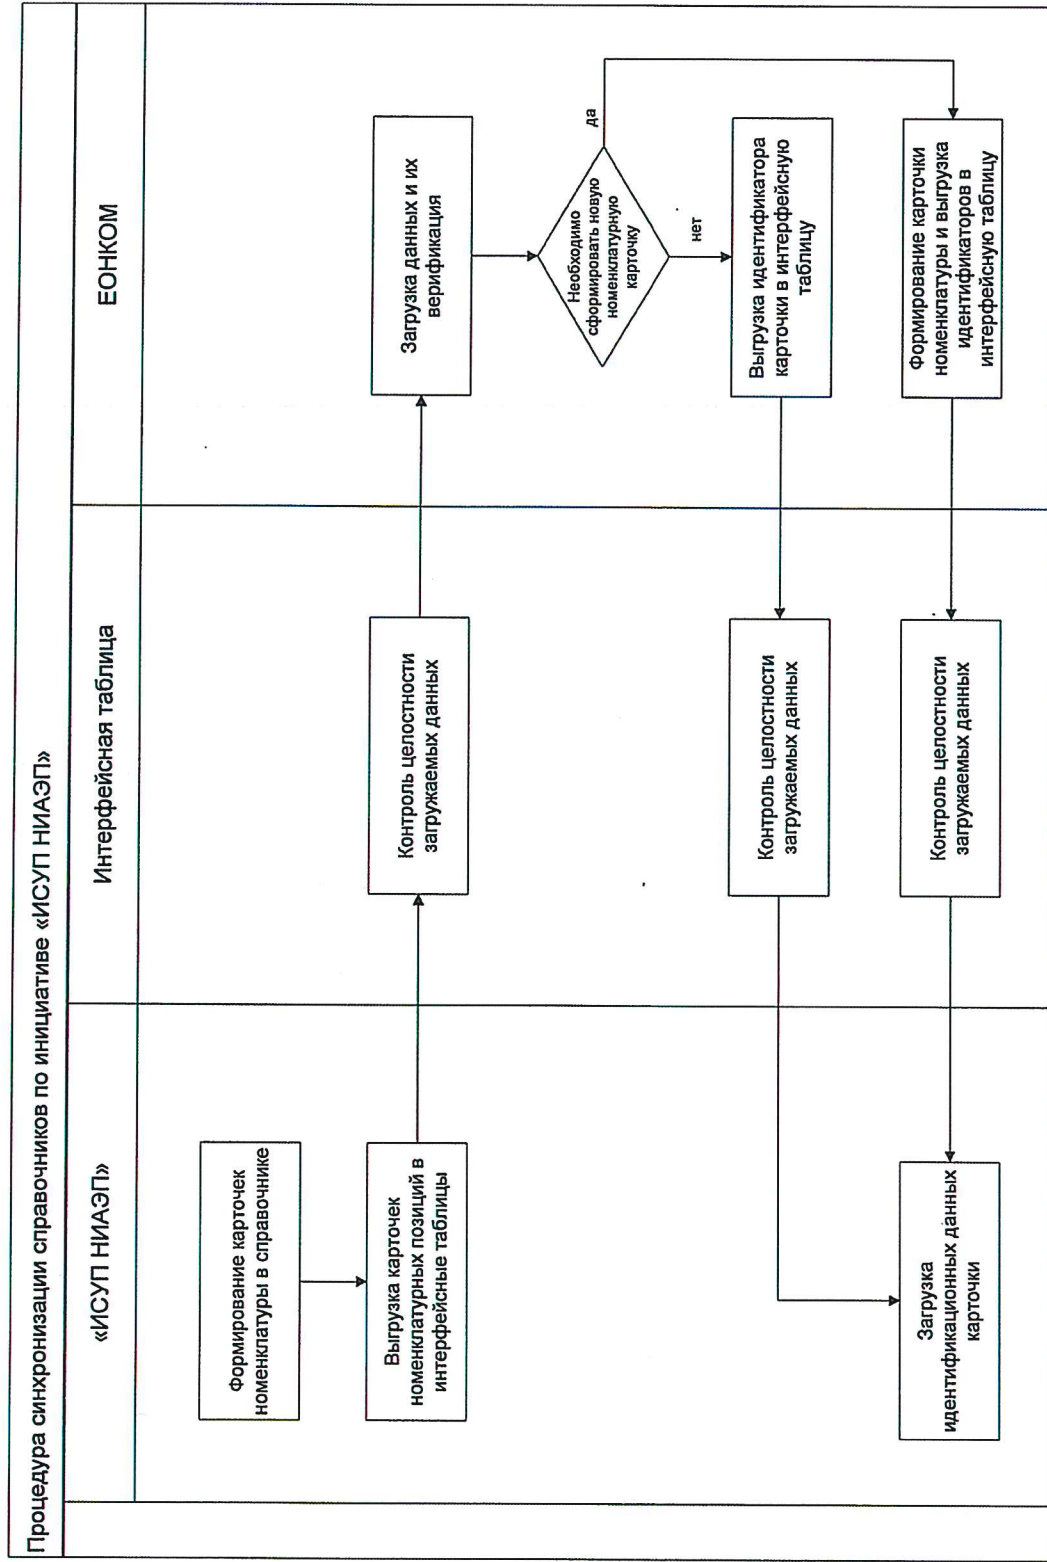 Процедура синхронизации справочников по инициативе «ИСУП НИАЭП»
«ИСУП НИАЭП»
Интерфейсная таблица
ЕОНКОМ
Формирование карточек
номенклатуры в справочнике
Выгрузка карточек
номенклатурных позиций в
интерфейсные таблицы
Контроль целостности
загружаемых данных
Загрузка данных и их
верификация
Необходимо
сформировать новую
номенклатурную
карточку
да
нет
Выгрузка идентификатора
карточки в интерфейсную
таблицу
Контроль целостности
загружаемых данных
Формирование карточки
номенклатуры и выгрузка
идентификаторов в
интерфейсную таблицу
Контроль целостности
загружаемых данных
Загрузка
идентификационных данных
карточки